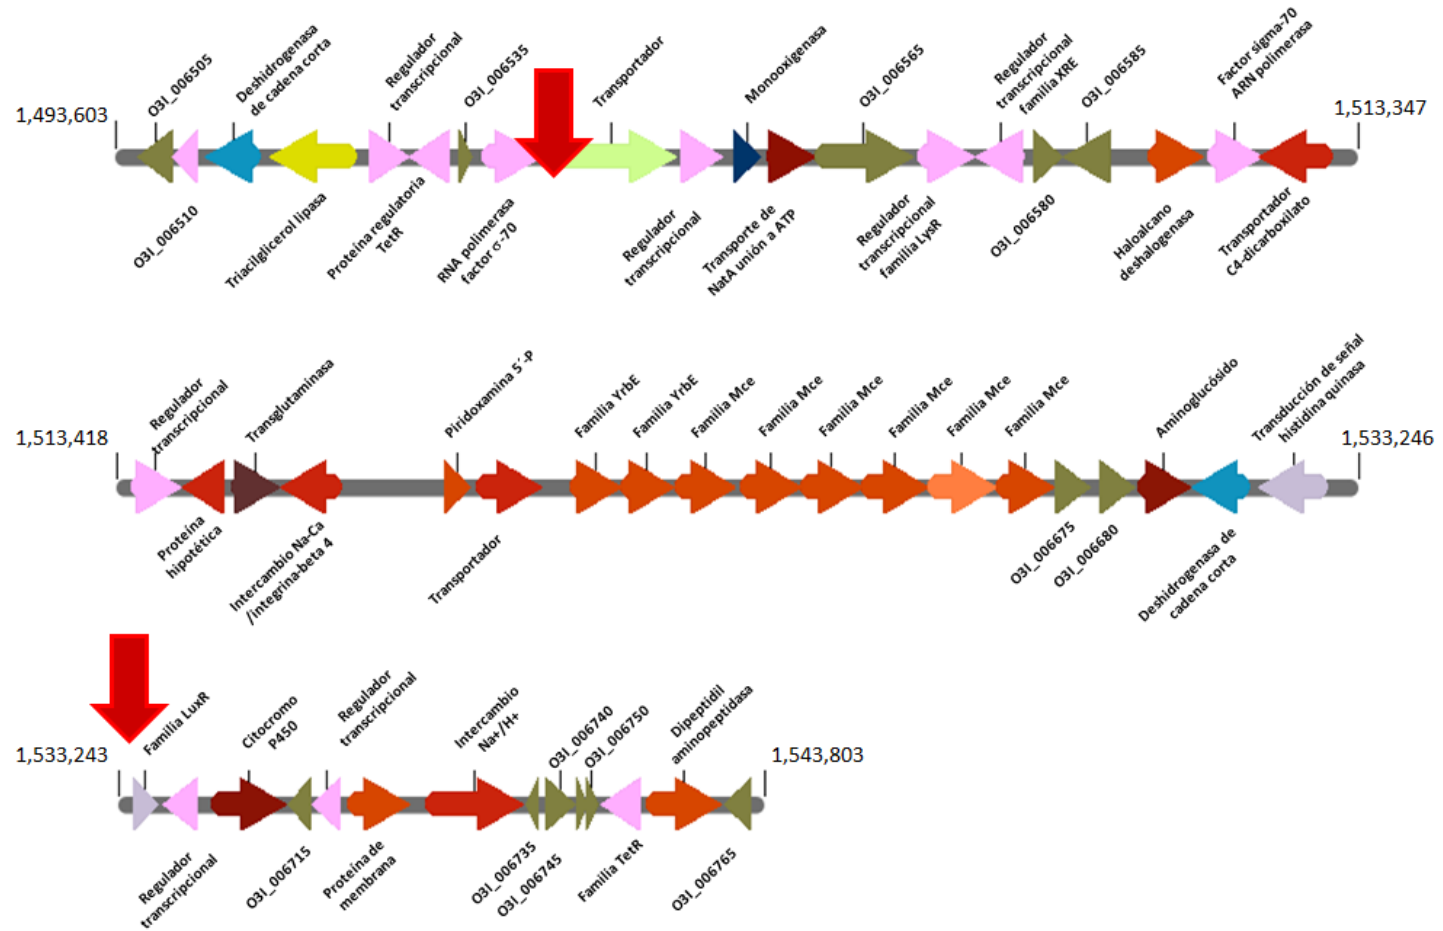 1,493,603
O3I_006505
Deshidrogenasa
de cadena corta
Regulador
transcripcional
O3I_006535
Transportador
Monooxigenasa
O3I_006565
Regulador
transcripcional
familia XRE
O3I_006585
Factor sigma-70
ARN polimerasa
1,513,347
O3I_006510
Triacilglicerol lipasa
Proteína regulatoria
TetR
RNA polimerasa
factor σ-70
Regulador
transcripcional
Transporte de
NatA unión a ATP
Regulador
transcripcional
familia LysR
O3I_006580
Haloalcano
deshalogenasa
Transportador
C4-dicarboxilato
1,513,418
Regulador
transcripcional
Transglutaminasa
Piridoxamina 5´-P
Familia YrbE
Familia YrbE
Familia Mce
Familia Mce
Familia Mce
Familia Mce
Familia Mce
Familia Mce
Aminoglucósido
Transducción de señal
histidina quinasa
1,533,246
Proteína
hipotética
Intercambio Na-Ca
/integrina-beta 4
Transportador
O3I_006675
O3I_006680
Deshidrogenasa de
cadena corta
1,533,243
Familia LuxR
Citocromo
P450
Regulador
transcripcional
Intercambio
Na+/H+
O3I_006740
O3I_006750
Dipeptidil
aminopeptidasa
1,543,803
Regulador
transcripcional
O3I_006715
Proteína de
membrana
O3I_006735
O3I_006745
Familia TetR
O3I_006765